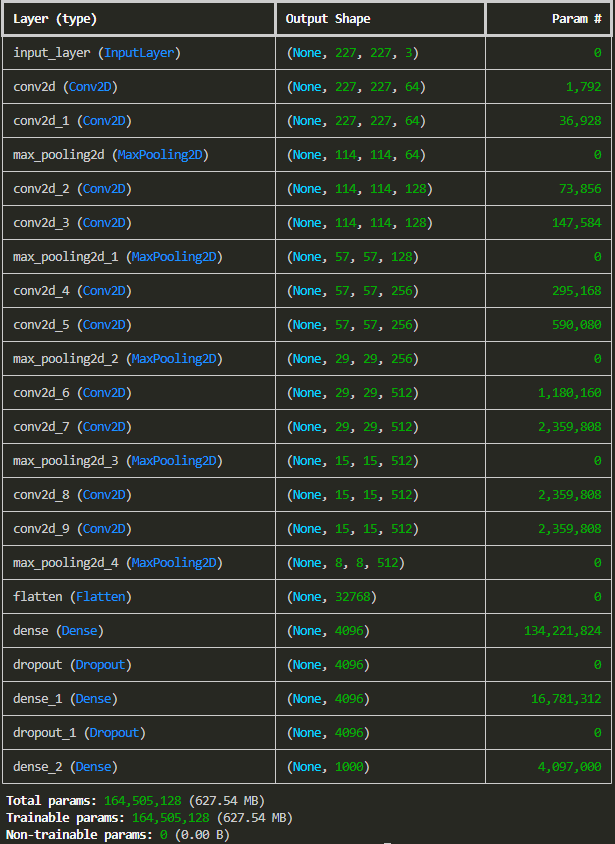 Layer (type) Output Shape Param #
input_layer (InputLayer) (None, 227, 227, 3) 0
conv2d (Conv2D) (None, 227, 227, 64) 1,792
conv2d_1 (Conv2D) (None, 227, 227, 64) 36,928
max_pooling2d (MaxPooling2D) (None, 114, 114, 64) 0
conv2d_2 (Conv2D) (None, 114, 114, 128) 73,856
conv2d_3 (Conv2D) (None, 114, 114, 128) 147,584
max_pooling2d_1 (MaxPooling2D) (None, 57, 57, 128) 0
conv2d_4 (Conv2D) (None, 57, 57, 256) 295,168
conv2d_5 (Conv2D) (None, 57, 57, 256) 590,080
max_pooling2d_2 (MaxPooling2D) (None, 29, 29, 256) 0
conv2d_6 (Conv2D) (None, 29, 29, 512) 1,180,160
conv2d_7 (Conv2D) (None, 29, 29, 512) 2,359,808
max_pooling2d_3 (MaxPooling2D) (None, 15, 15, 512) 0
conv2d_8 (Conv2D) (None, 15, 15, 512) 2,359,808
conv2d_9 (Conv2D) (None, 15, 15, 512) 2,359,808
max_pooling2d_4 (MaxPooling2D) (None, 8, 8, 512) 0
flatten (Flatten) (None, 32768) 0
dense (Dense) (None, 4096) 134,221,824
dropout (Dropout) (None, 4096) 0
dense_1 (Dense) (None, 4096) 16,781,312
dropout_1 (Dropout) (None, 4096) 0
dense_2 (Dense) (None, 1000) 4,097,000
Total params: 164,505,128 (627.54 MB)
Trainable params: 164,505,128 (627.54 MB)
Non-trainable params: 0 (0.00 B)